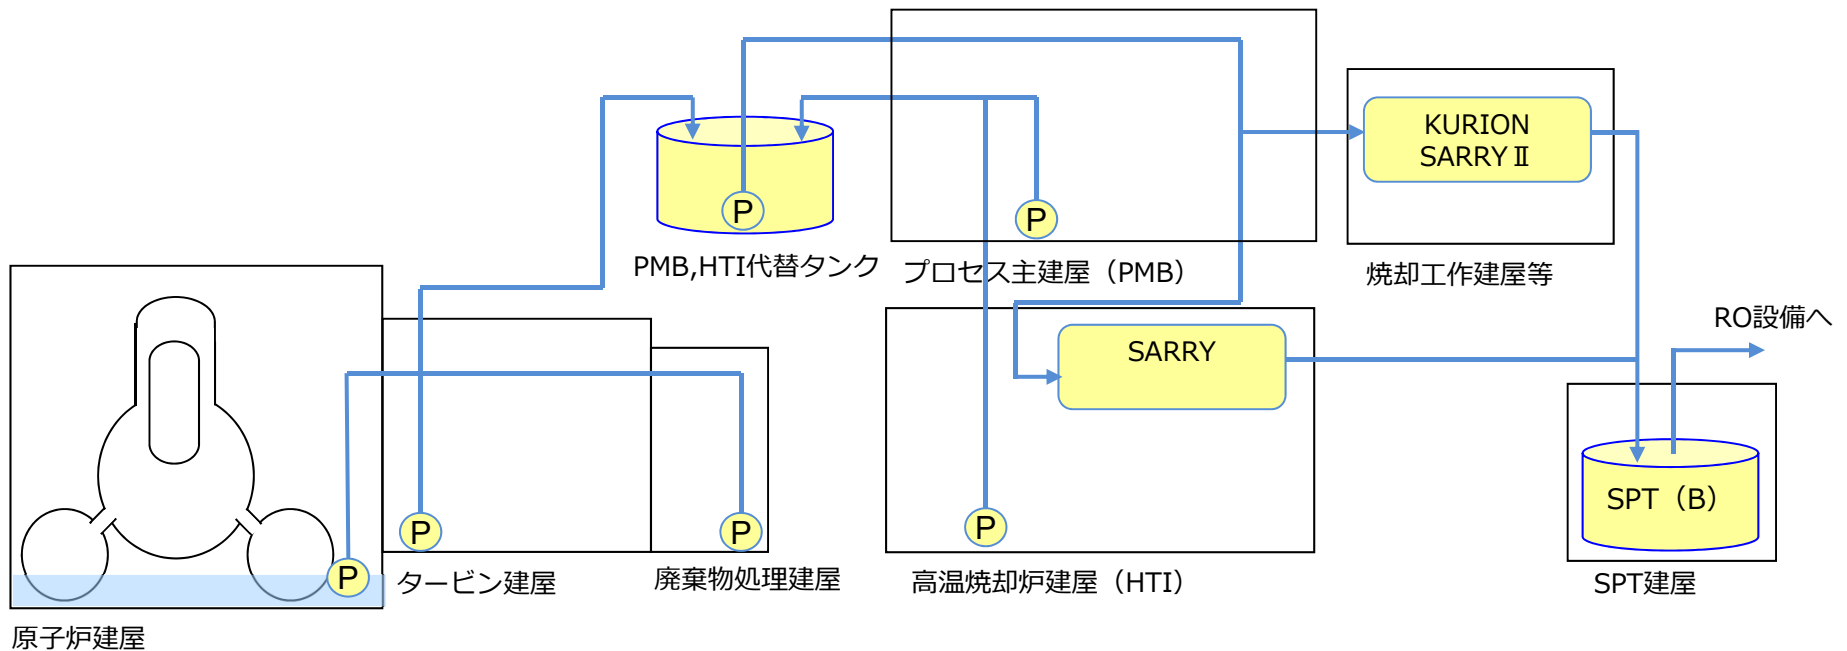 KURION
SARRYⅡ
P
P
PMB,HTI代替タンク
プロセス主建屋（PMB）
焼却工作建屋等
RO設備へ
SARRY
SPT（B）
P
P
P
P
タービン建屋
廃棄物処理建屋
高温焼却炉建屋（HTI）
SPT建屋
原子炉建屋